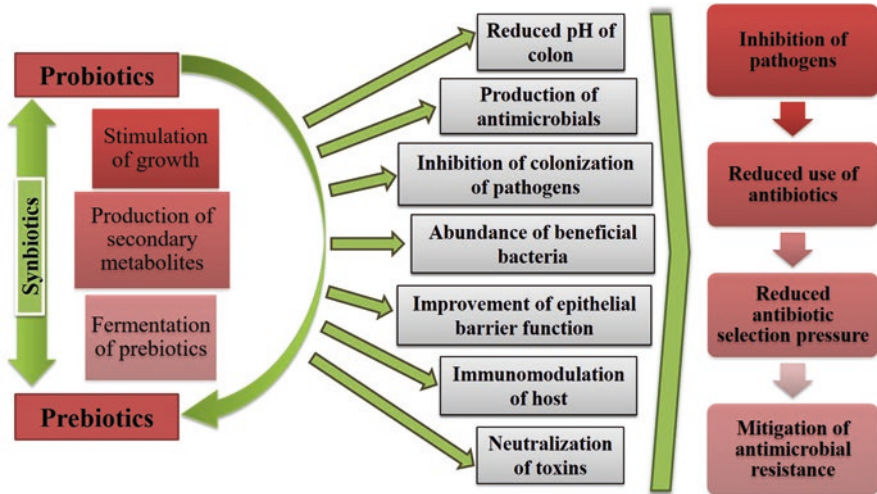 Probiotics
Stimulation
of growth
Production of
secondary
metabolites
Fermentation
of prebiotics
Synbiotics
Prebiotics
Reduced pH of
colon
Production of
antimicrobials
Inhibition of colonization
of pathogens
Abundance of beneficial
bacteria
Improvement of epithelial
barrier function
Immunomodulation
of host
Neutralization
of toxins
Inhibition of
pathogens
Reduced use of
antibiotics
Reduced
antibiotic
selection pressure
Mitigation of
antimicrobial
resistance